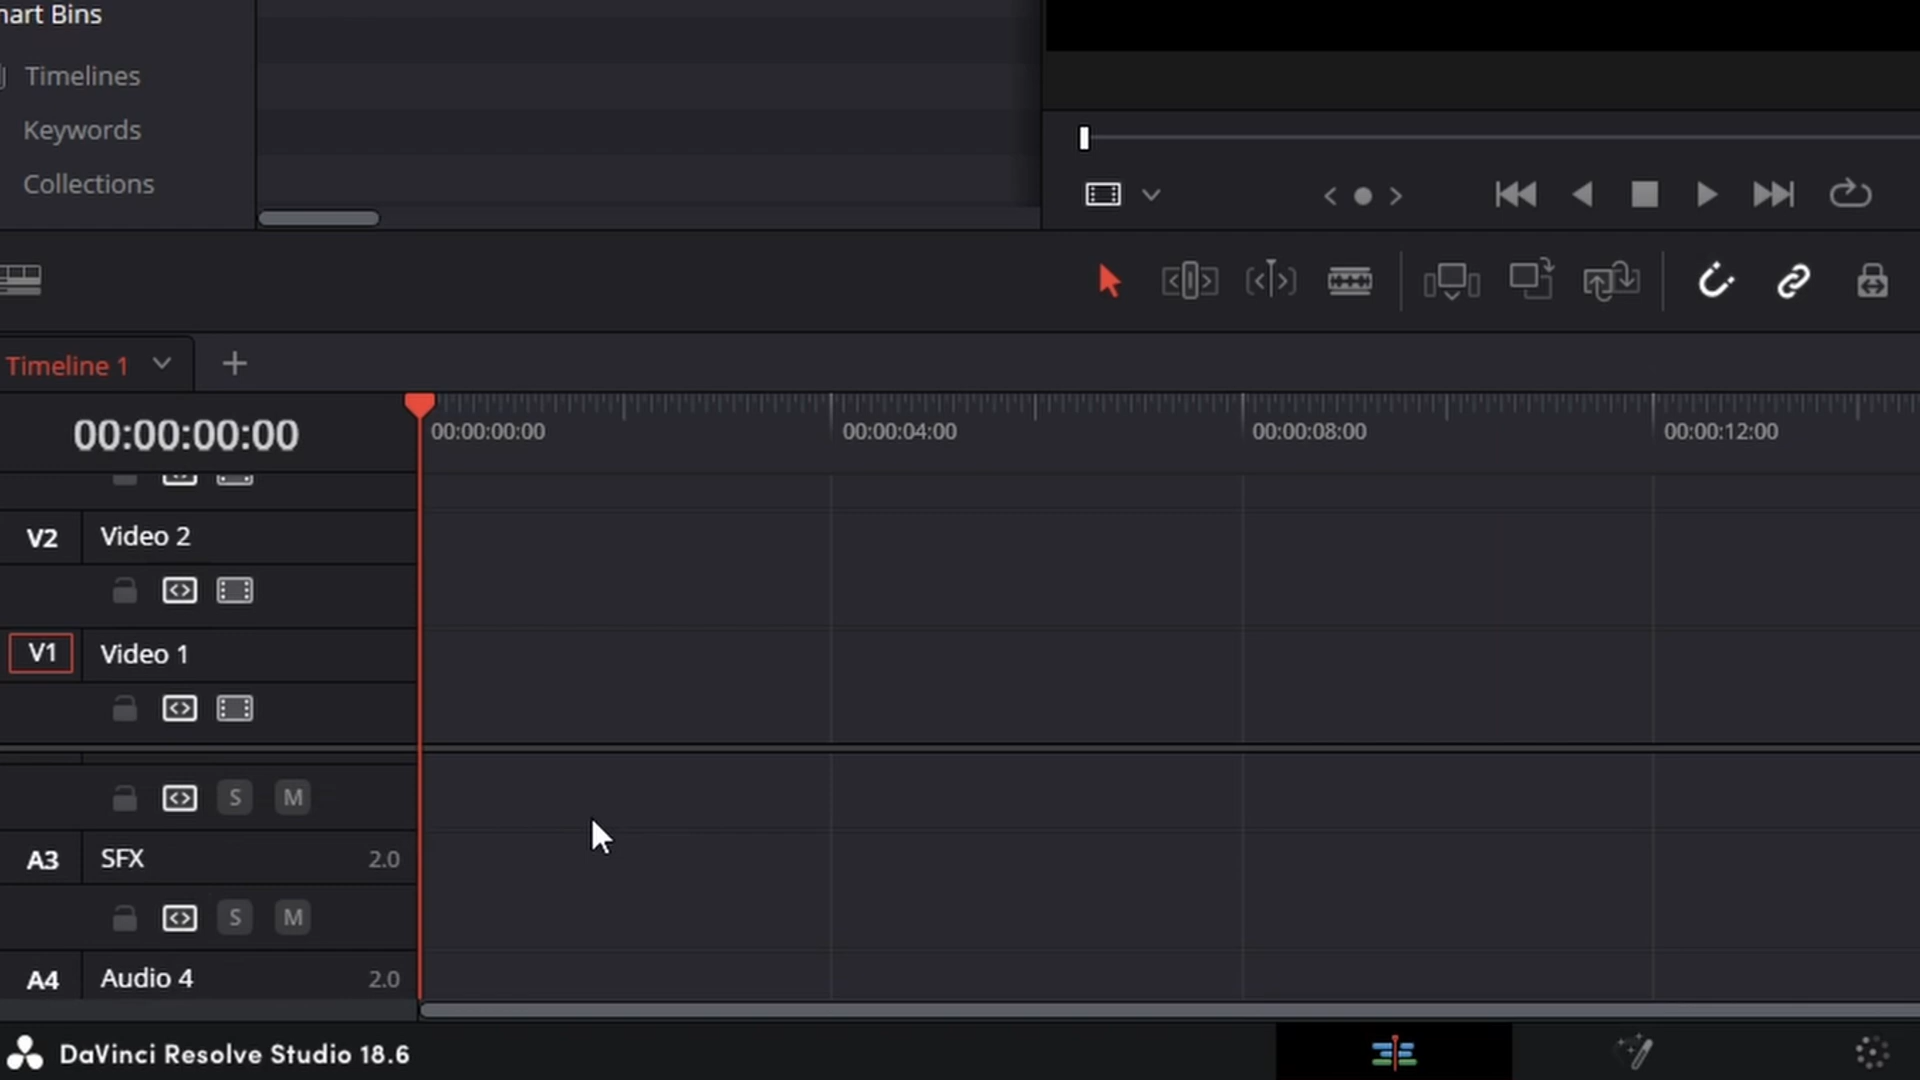 mart Bins
Timelines
Keywords
Collections
Timeline 1
00:00:00:00
00:00:00:00
00:00:04:00
00:00:08:00
00:00:12:00
V2 Video 2
V1 Video 1
S M
A3 SFX 2.0
S M
A4 Audio 4 2.0
DaVinci Resolve Studio 18.6